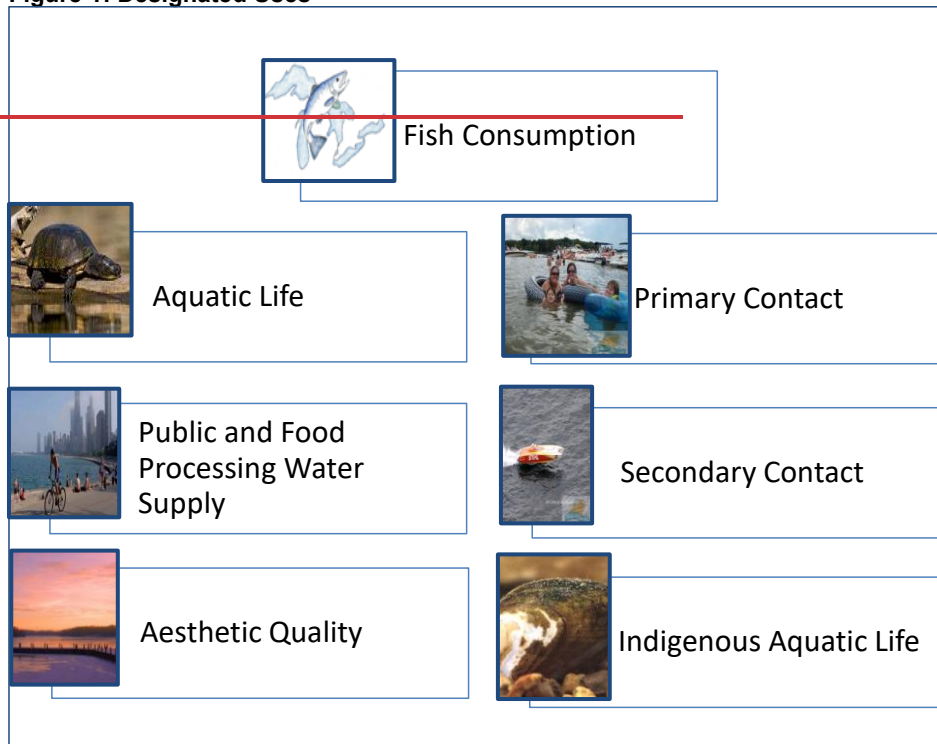 Figure 1. Designated Uses
Fish Consumption
Aquatic Life
Primary Contact
Public and Food
Processing Water
Supply
Secondary Contact
Aesthetic Quality
Indigenous Aquatic Life